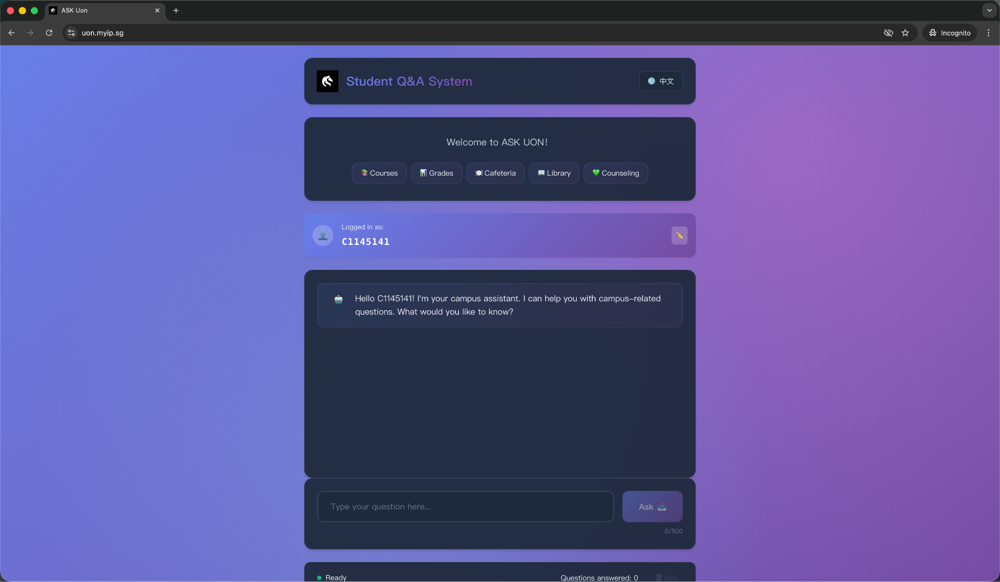 ASK Uon
uon.myip.sg
Incognito
Student Q&A System
中文
Welcome to ASK UON!
Courses
Grades
Cafeteria
Library
Counseling
Logged in as:
C1145141
Hello C1145141! I'm your campus assistant. I can help you with campus-related
questions. What would you like to know?
Type your question here...
Ask
0/500
Ready
Questions answered: 0
Clear